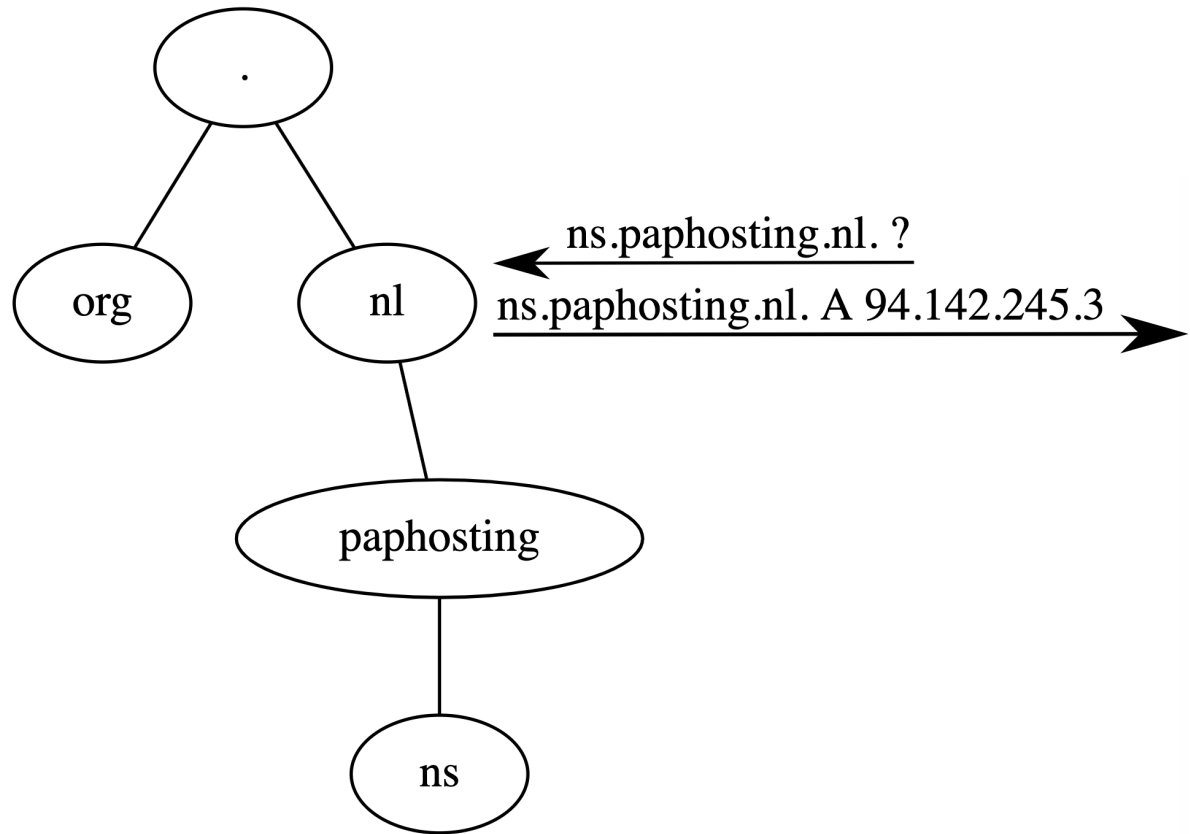 .
ns.paphosting.nl. ?
org
nl
ns.paphosting.nl. A 94.142.245.3
paphosting
ns